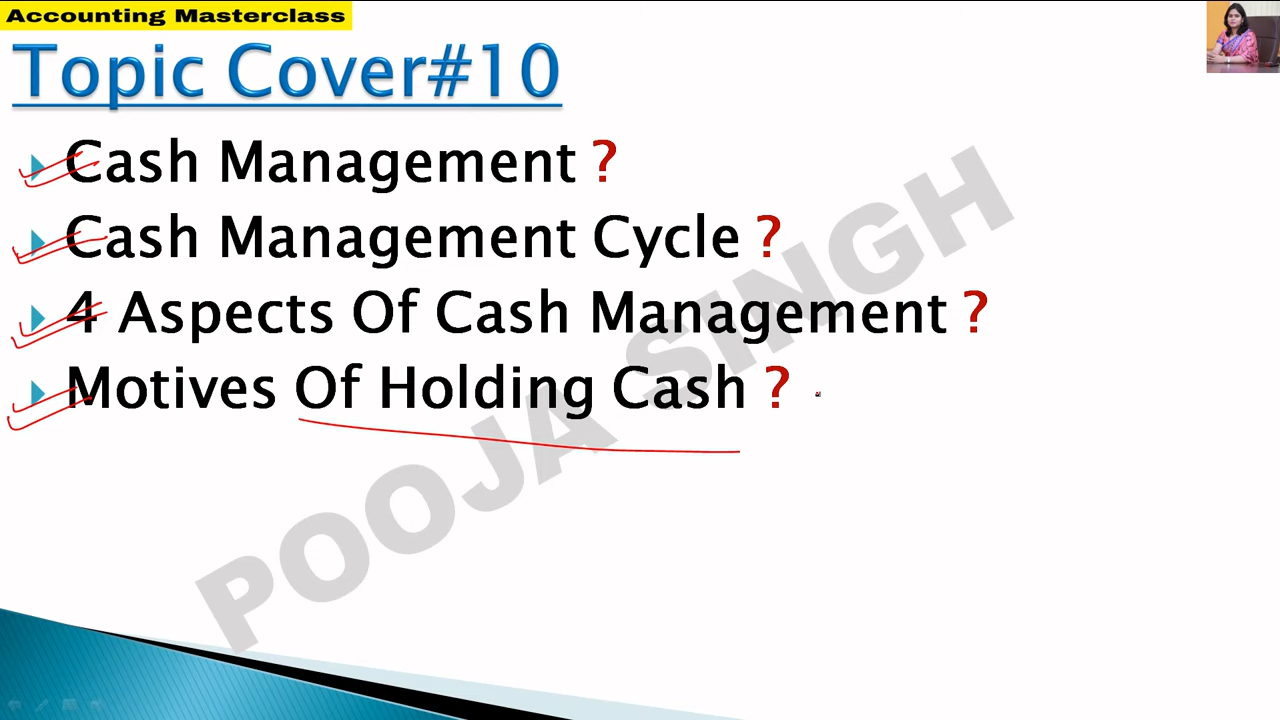 Accounting Masterclass
Topic Cover#10
Cash Management ?
Cash Management Cycle ?
4 Aspects Of Cash Management ?
Motives Of Holding Cash ?
POOJA SINGH